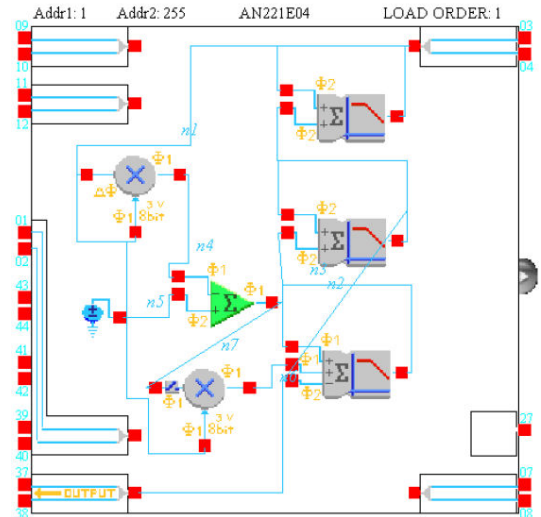 Addr1: 1 Addr2: 255 AN221E04 LOAD ORDER: 1
09 03
10 04
11
12
Φ2
+ Σ
Φ2 +
n1
Φ1
ΔΦ
3 V
Φ1 8bit
Φ2
+ Σ
Φ2 +
01
02
n4
Φ1
n3
n2
43
n5
Σ
Φ1
44
Φ2
n7
Φ1
Φ1
+ Σ
Φ2
41
42
Φ1
Φ1
3 V
Φ1 8bit
39
40
27
37 07
OUTPUT
38 08